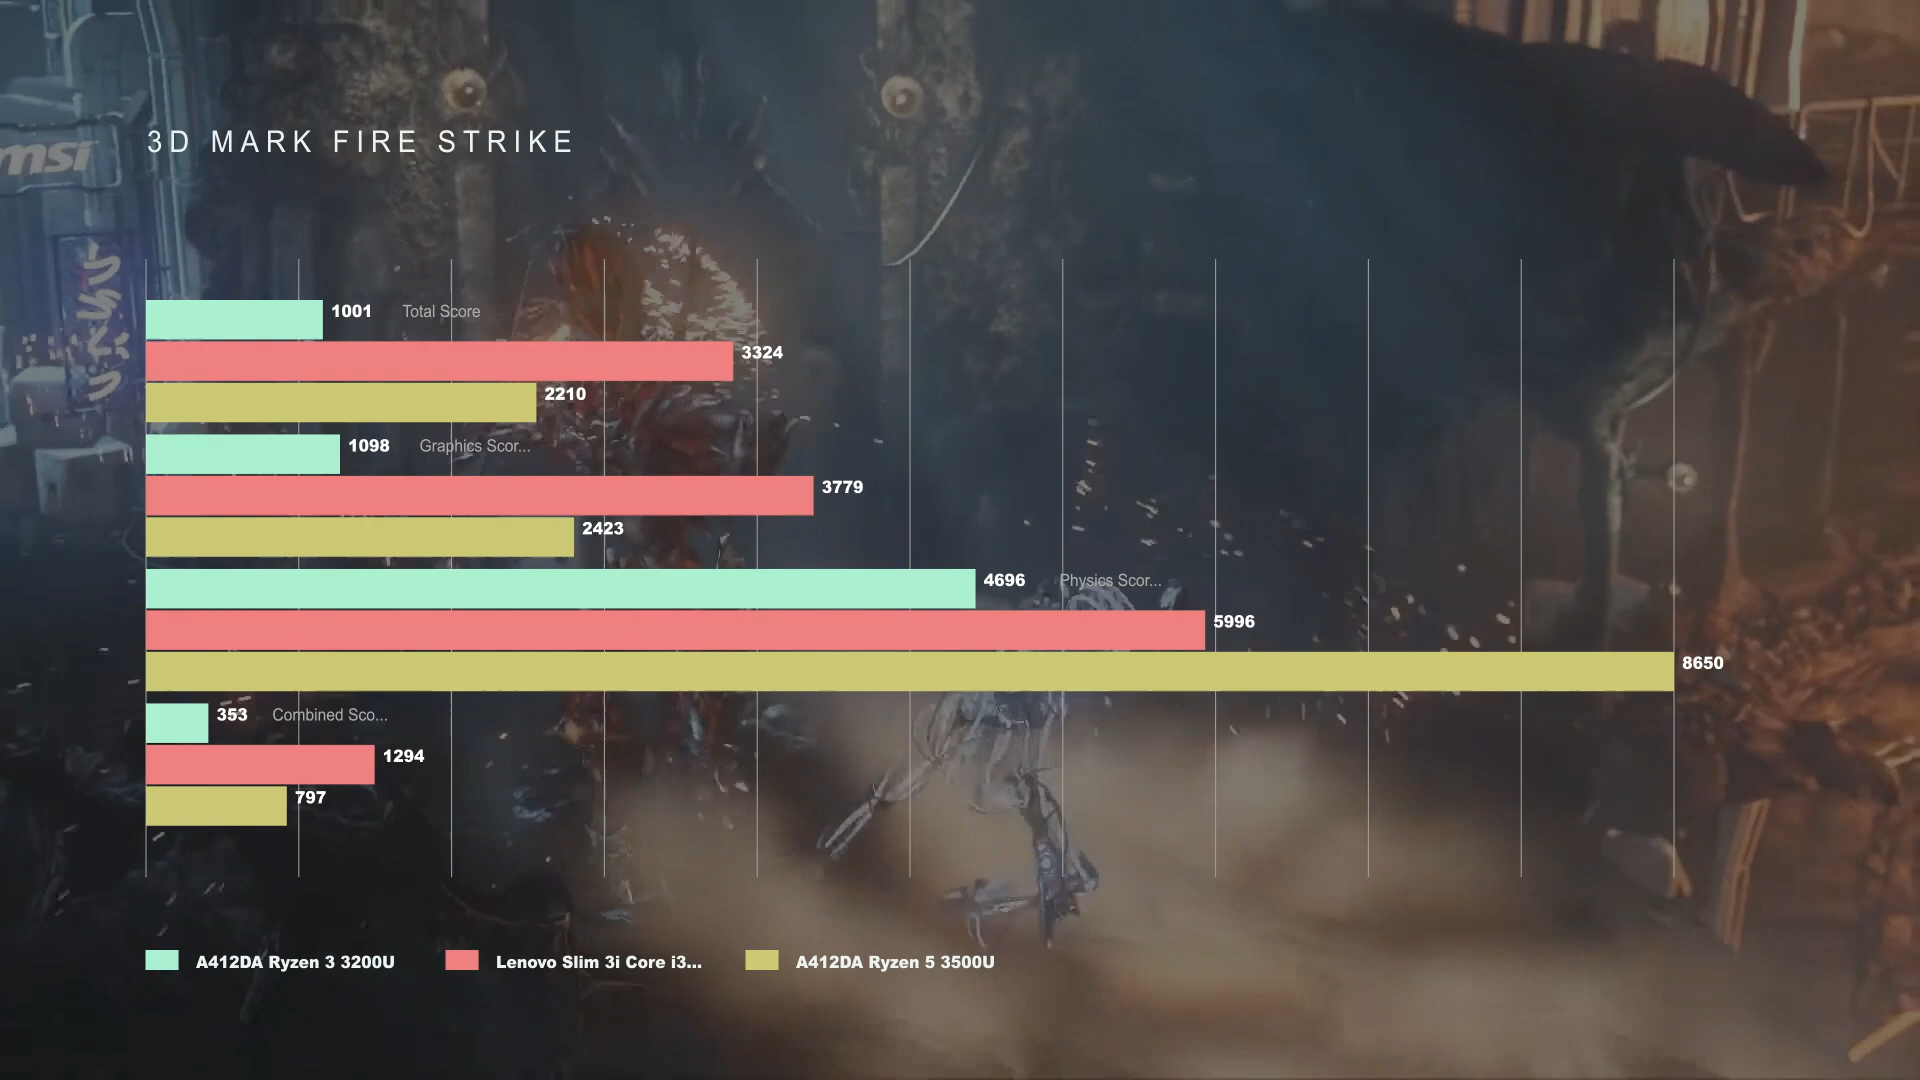 3D MARK FIRE STRIKE
msi
1001 Total Score
3324
2210
1098 Graphics Scor...
3779
2423
4696 Physics Scor...
5996
8650
353 Combined Sco...
1294
797
A412DA Ryzen 3 3200U
Lenovo Slim 3i Core i3...
A412DA Ryzen 5 3500U